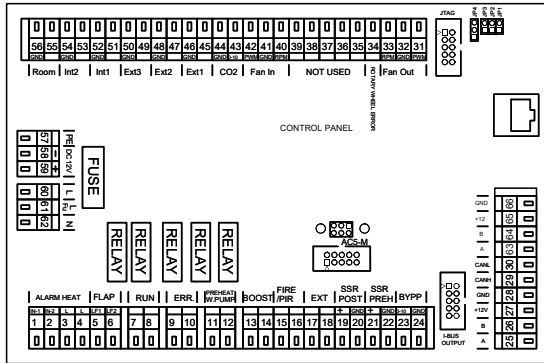 JTAG
JP4
JP3
JP2
JP1
56 55 54 53 52 51 50 49 48 47 46 45 44 43 42 41 40 39 38 37 36 35 34 33 32 31
GND GND GND GND GND GND GND 0-10 PWM GND RPM RPM GND PWM
Room Int2 Int1 Ext3 Ext2 Ext1 CO2 Fan In NOT USED ROTARY WHEEL ERROR Fan Out
CONTROL PANEL
57 PE
58 - DC 12V
59 +
60 L
61 L Fu
62 N
FUSE
RELAY RELAY RELAY RELAY RELAY
AC5-M
I-BUS
OUTPUT
GND 66
+12 65
B 64
A 63
CANL 30
CANH 29
GND 28
+12V 27
B 26
A 25
ALARM HEAT FLAP RUN ERR. PREHEAT W.PUMP BOOST FIRE /PIR EXT SSR POST SSR PREH BYPP
IN-1 IN-2 L L LF1 LF2 + GND + GND 0-10 GND
1 2 3 4 5 6 7 8 9 10 11 12 13 14 15 16 17 18 19 20 21 22 23 24